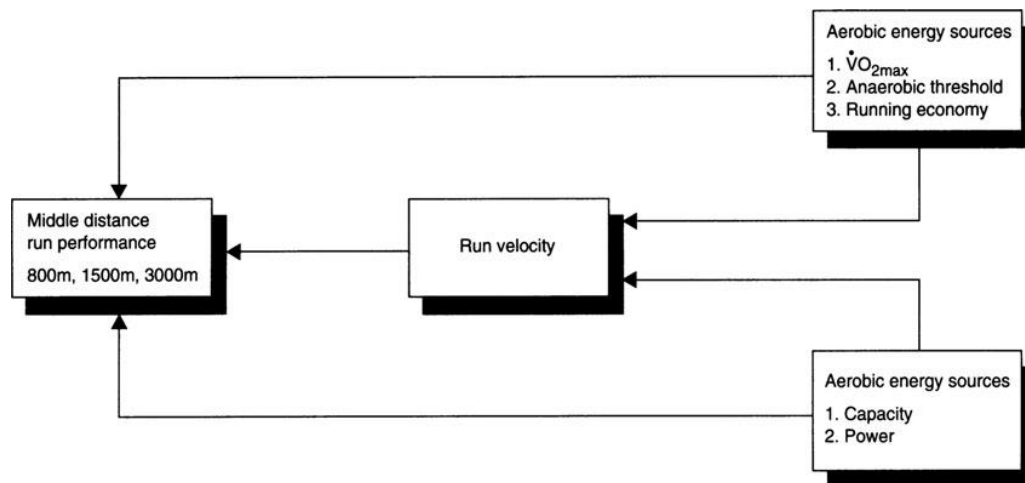 Aerobic energy sources
1. V̇O₂max
2. Anaerobic threshold
3. Running economy
Middle distance
run performance
800m, 1500m, 3000m
Run velocity
Aerobic energy sources
1. Capacity
2. Power